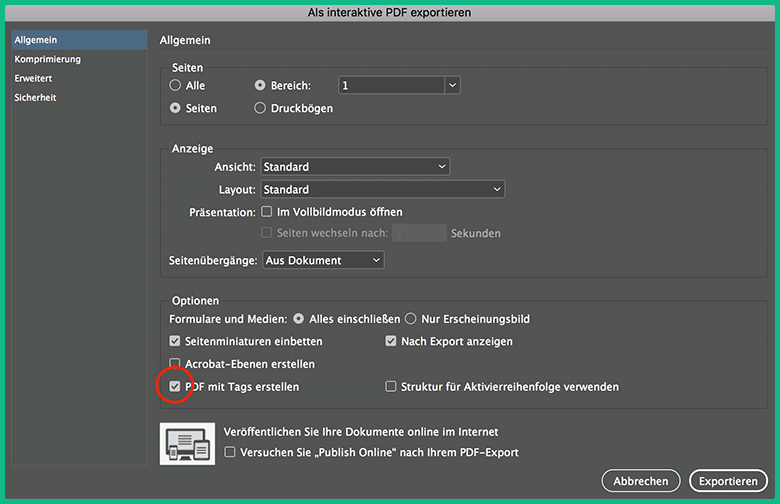 Als interaktive PDF exportieren
Allgemein
Komprimierung
Erweitert
Sicherheit
Allgemein
Seiten
Alle Bereich: 1
Seiten Druckbögen
Anzeige
Ansicht: Standard
Layout: Standard
Präsentation: Im Vollbildmodus öffnen
Seiten wechseln nach: 5 Sekunden
Seitenübergänge: Aus Dokument
Optionen
Formulare und Medien: Alles einschließen Nur Erscheinungsbild
Seitenminiaturen einbetten Nach Export anzeigen
Acrobat-Ebenen erstellen
PDF mit Tags erstellen Struktur für Aktivierreihenfolge verwenden
Veröffentlichen Sie Ihre Dokumente online im Internet
Versuchen Sie „Publish Online“ nach Ihrem PDF-Export
Abbrechen Exportieren